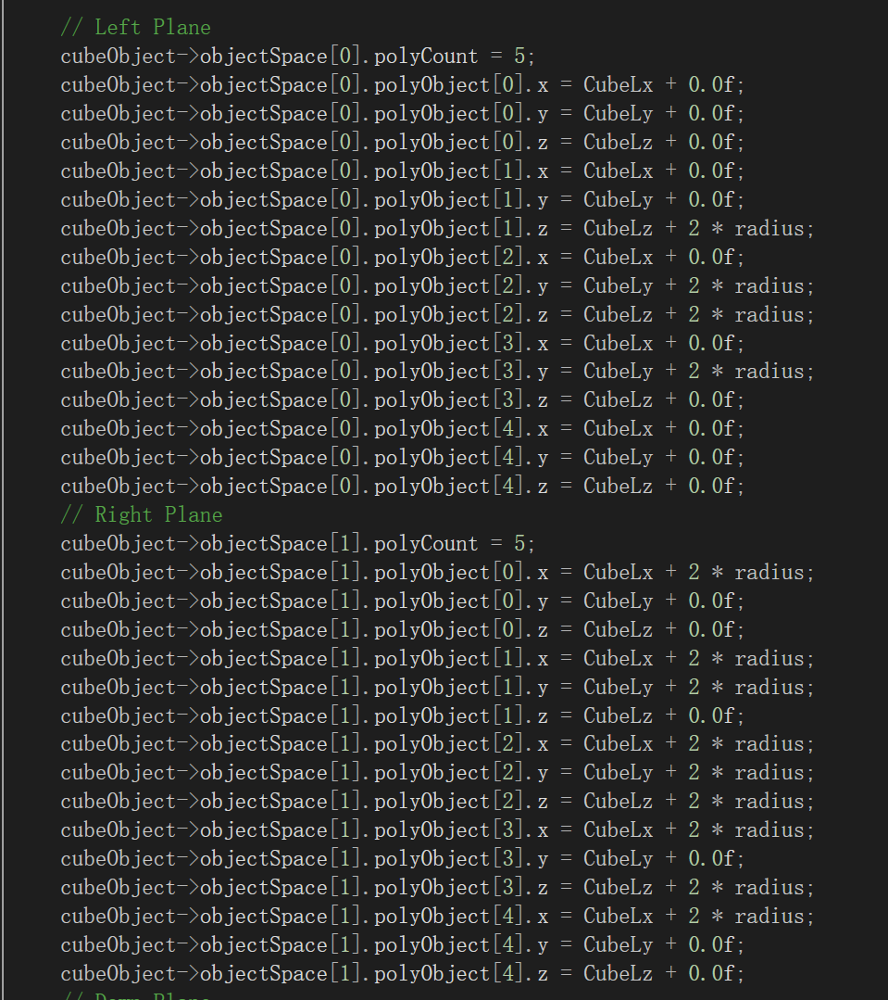 // Left Plane
cubeObject->objectSpace[0].polyCount = 5;
cubeObject->objectSpace[0].polyObject[0].x = CubeLx + 0.0f;
cubeObject->objectSpace[0].polyObject[0].y = CubeLy + 0.0f;
cubeObject->objectSpace[0].polyObject[0].z = CubeLz + 0.0f;
cubeObject->objectSpace[0].polyObject[1].x = CubeLx + 0.0f;
cubeObject->objectSpace[0].polyObject[1].y = CubeLy + 0.0f;
cubeObject->objectSpace[0].polyObject[1].z = CubeLz + 2 * radius;
cubeObject->objectSpace[0].polyObject[2].x = CubeLx + 0.0f;
cubeObject->objectSpace[0].polyObject[2].y = CubeLy + 2 * radius;
cubeObject->objectSpace[0].polyObject[2].z = CubeLz + 2 * radius;
cubeObject->objectSpace[0].polyObject[3].x = CubeLx + 0.0f;
cubeObject->objectSpace[0].polyObject[3].y = CubeLy + 2 * radius;
cubeObject->objectSpace[0].polyObject[3].z = CubeLz + 0.0f;
cubeObject->objectSpace[0].polyObject[4].x = CubeLx + 0.0f;
cubeObject->objectSpace[0].polyObject[4].y = CubeLy + 0.0f;
cubeObject->objectSpace[0].polyObject[4].z = CubeLz + 0.0f;
// Right Plane
cubeObject->objectSpace[1].polyCount = 5;
cubeObject->objectSpace[1].polyObject[0].x = CubeLx + 2 * radius;
cubeObject->objectSpace[1].polyObject[0].y = CubeLy + 0.0f;
cubeObject->objectSpace[1].polyObject[0].z = CubeLz + 0.0f;
cubeObject->objectSpace[1].polyObject[1].x = CubeLx + 2 * radius;
cubeObject->objectSpace[1].polyObject[1].y = CubeLy + 2 * radius;
cubeObject->objectSpace[1].polyObject[1].z = CubeLz + 0.0f;
cubeObject->objectSpace[1].polyObject[2].x = CubeLx + 2 * radius;
cubeObject->objectSpace[1].polyObject[2].y = CubeLy + 2 * radius;
cubeObject->objectSpace[1].polyObject[2].z = CubeLz + 2 * radius;
cubeObject->objectSpace[1].polyObject[3].x = CubeLx + 2 * radius;
cubeObject->objectSpace[1].polyObject[3].y = CubeLy + 0.0f;
cubeObject->objectSpace[1].polyObject[3].z = CubeLz + 2 * radius;
cubeObject->objectSpace[1].polyObject[4].x = CubeLx + 2 * radius;
cubeObject->objectSpace[1].polyObject[4].y = CubeLy + 0.0f;
cubeObject->objectSpace[1].polyObject[4].z = CubeLz + 0.0f;